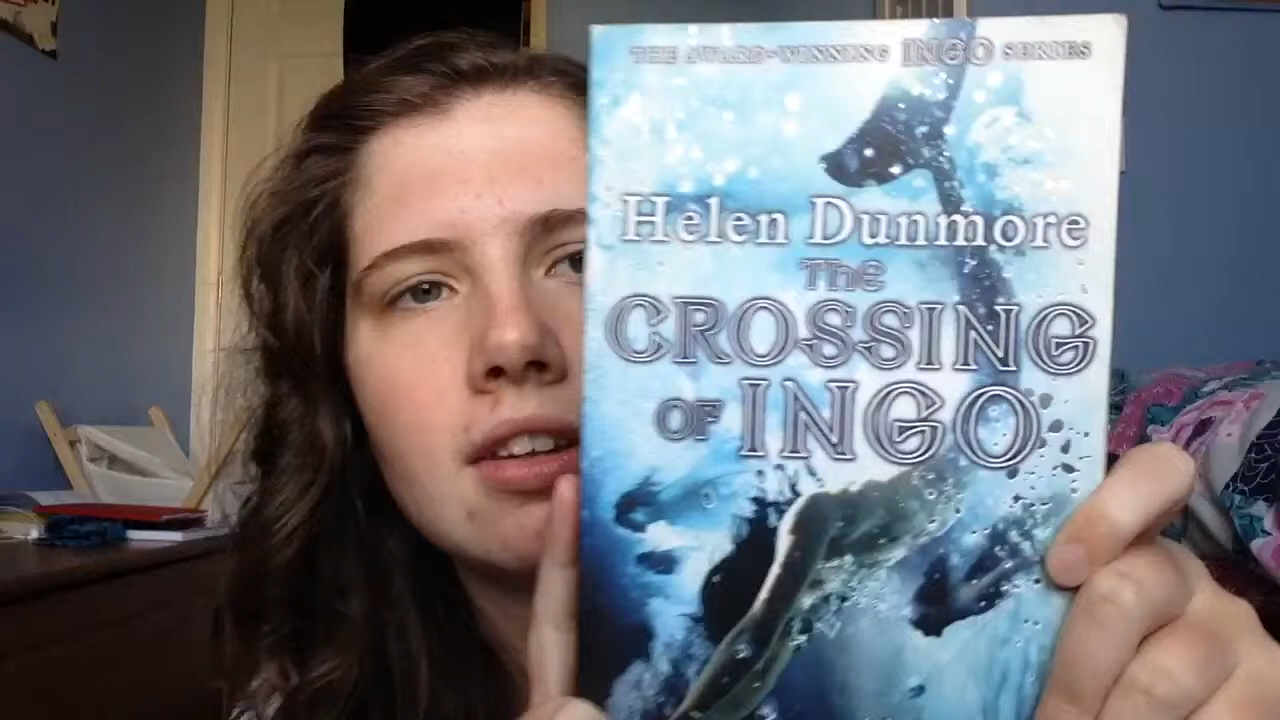 THE AWARD-WINNING INGO SERIES
Helen Dunmore
The
CROSSING
OF INGO